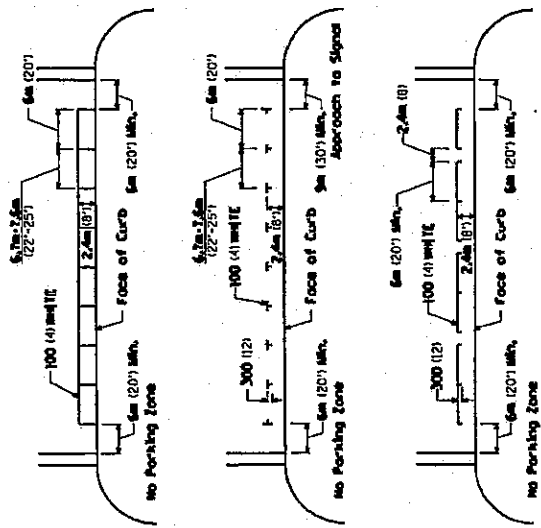 6m (20')
6.7m-7.6m
(22'-25')
2.4m (8')
100 (4) WHITE
Face of Curb
6m (20') Min.
6m (20') Min.
No Parking Zone
6m (20')
6.7m-7.6m
(22'-25')
2.4m (8')
100 (4) WHITE
300 (12)
Face of Curb
9m (30') Min.
Approach to Signal
6m (20') Min.
No Parking Zone
2.4m (8')
6m (20') Min.
2.4m (8')
100 (4) WHITE
300 (12)
Face of Curb
6m (20') Min.
6m (20') Min.
No Parking Zone